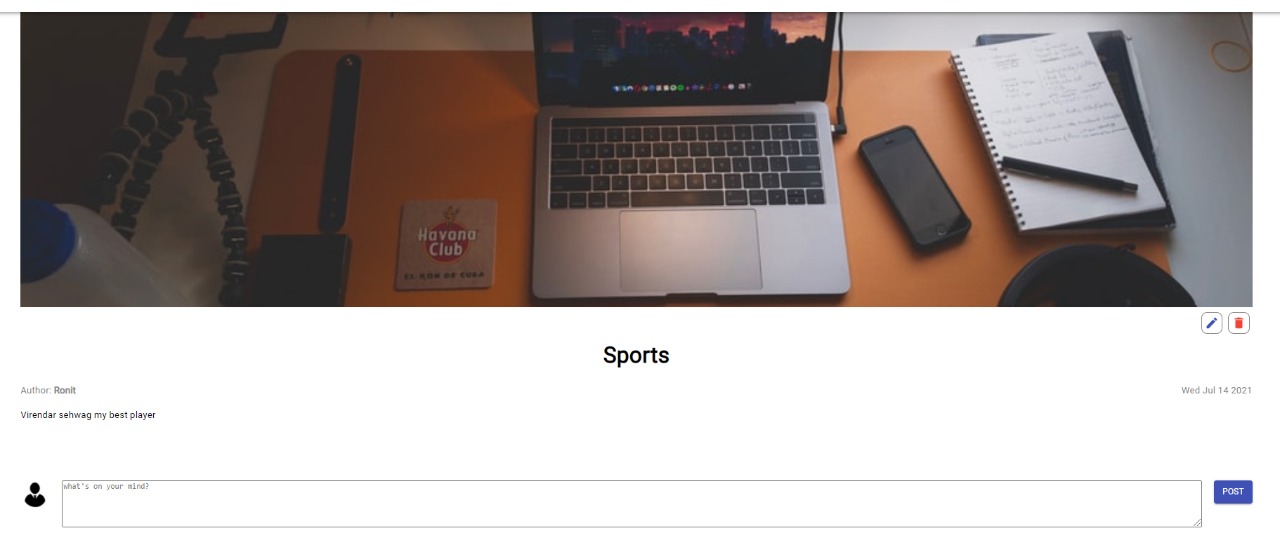 Havana
Club
EL RON DE CUBA
Sports
Author: Ronit
Wed Jul 14 2021
Virendar sehwag my best player
what's on your mind?
POST